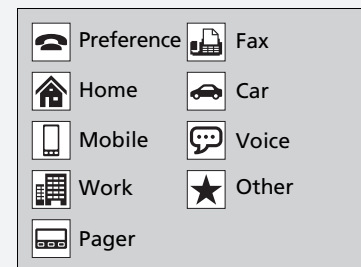 Preference
Fax
Home
Car
Mobile
Voice
Work
Other
Pager